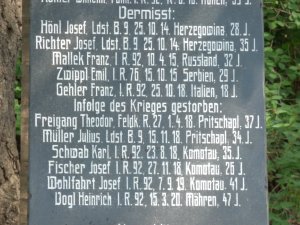 Dermisst:
Hönl Josef, Ldst. B. 9. 25. 10. 14. Herzegowina, 28 J.
Richter Josef, Ldst. B. 9. 25. 10. 14. Herzegowina, 35 J.
Mallek Franz, I. R. 92, 10. 4. 15, Russland, 32 J.
Zwippl Emil, I. R. 76, 15. 10. 15 Serbien, 29 J.
Gehler Franz, I. R. 92, 25. 10. 18, Italien, 18 J.
Infolge des Krieges gestorben:
Freigang Theodor, Feldk. R. 27, 1. 4. 18, Pritschapl, 37 J.
Müller Julius, Ldst. B. 9, 15. 11. 18, Pritschapl, 34 J.
Schwab Karl, I. R. 92, 23. 8. 18, Komotau, 35 J.
Fischer Josef, I. R. 92, 27. 11. 18, Komotau, 26 J.
Wohlfahrt Josef, I. R. 92, 7. 9. 19, Komotau, 41 J.
Vogl Heinrich, I. R. 92, 15. 3. 20, Mähren, 47 J.